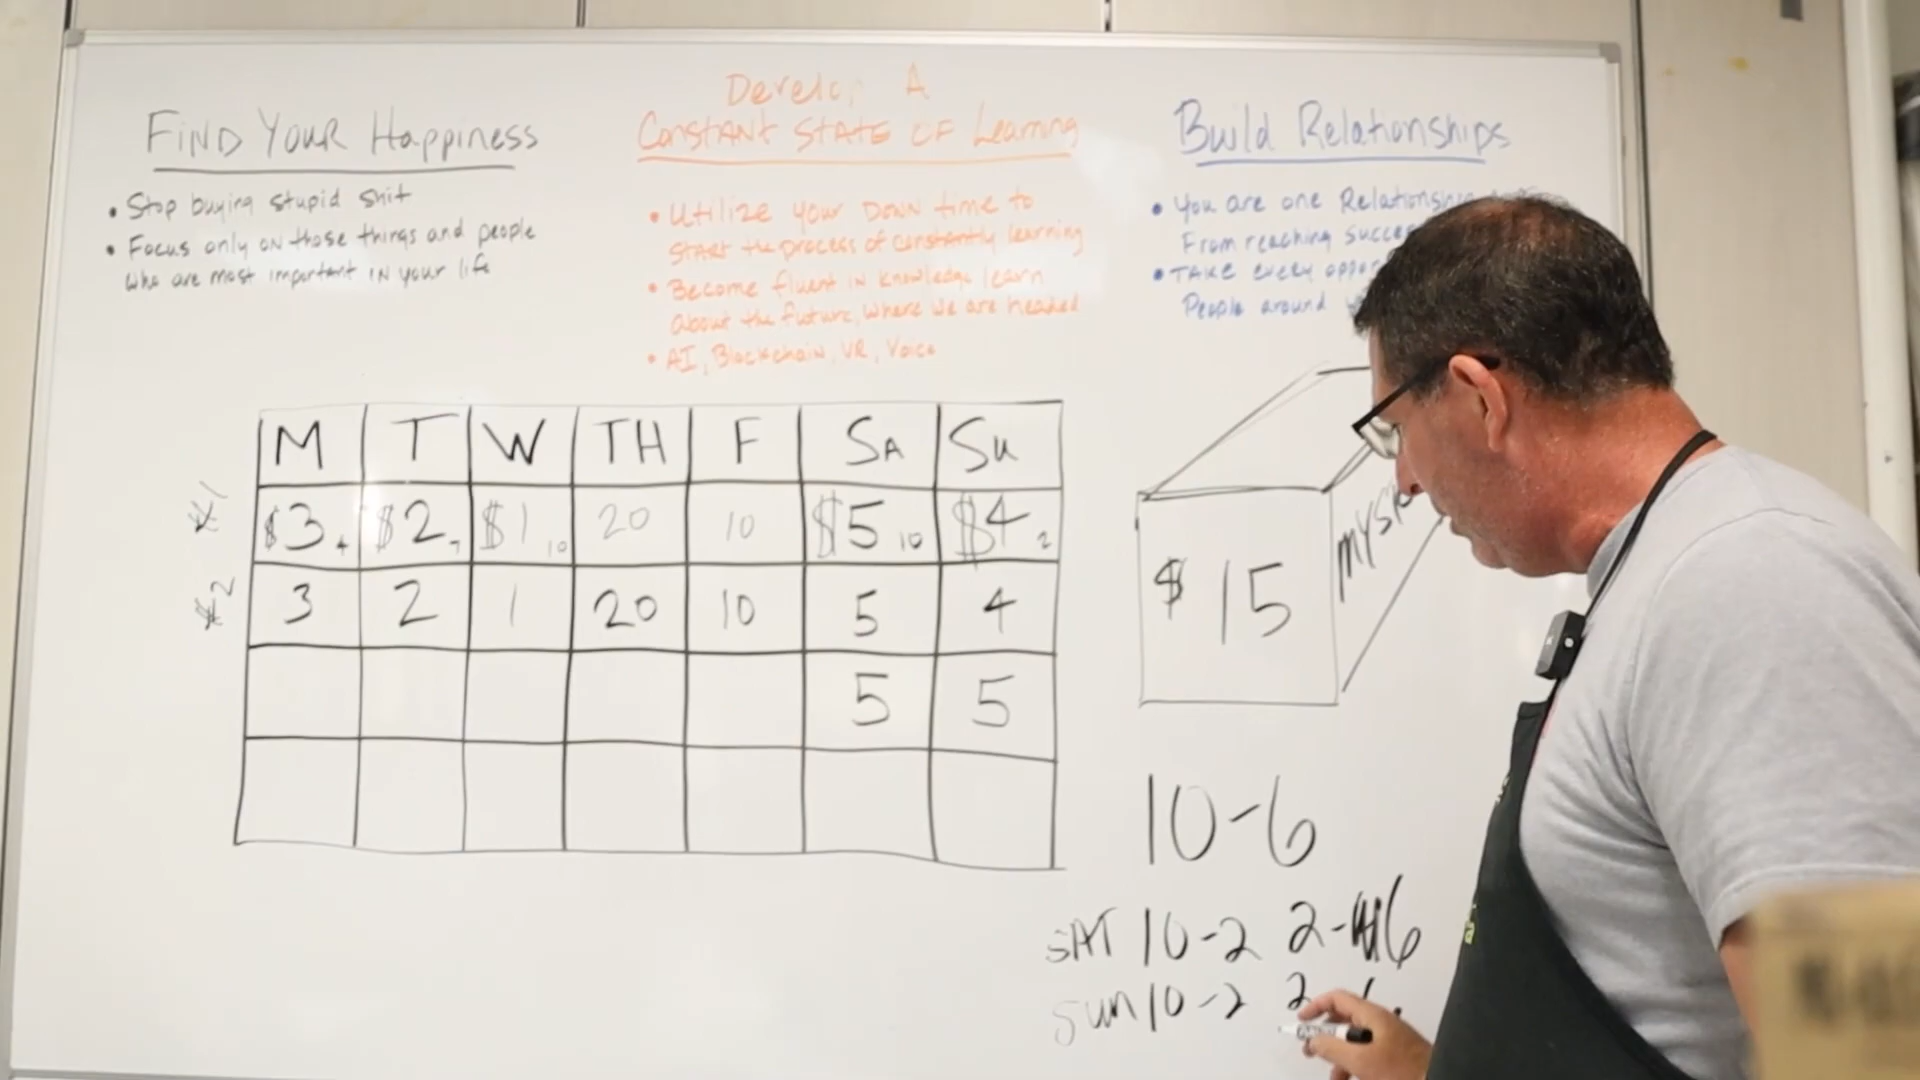 FIND YOUR Happiness
• Stop buying stupid shit
• Focus only on those things and people
who are most important IN your life
Develop A
Constant STATE OF Learning
• Utilize your DOWN time to
START the process of constantly learning
• Become fluent in knowledge learn
about the future, where we are headed
• AI, Blockchain, VR, Voice
Build Relationships
• You are one Relationship
From reaching
• TAKE every
People around
M T W TH F SA SU
#1 $3 4 $2 7 $1 10 20 10 $5 10 $4 2
#2 3 2 1 20 10 5 4
5 5
$15
10-6
SAT 10-2 2-6
Sun 10-2 2